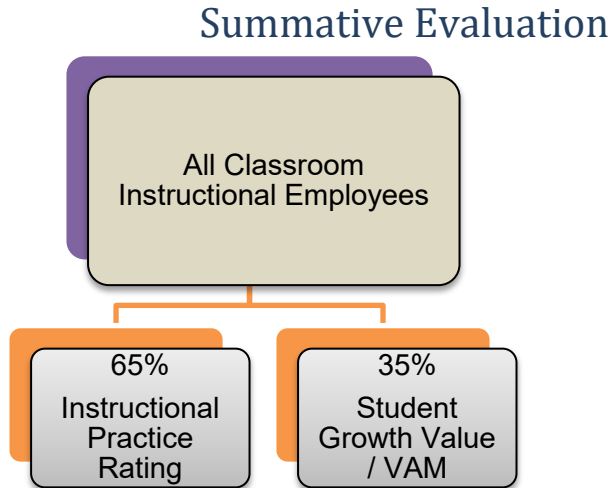 Summative Evaluation
All Classroom
Instructional Employees
65%
Instructional
Practice
Rating
35%
Student
Growth Value
/ VAM